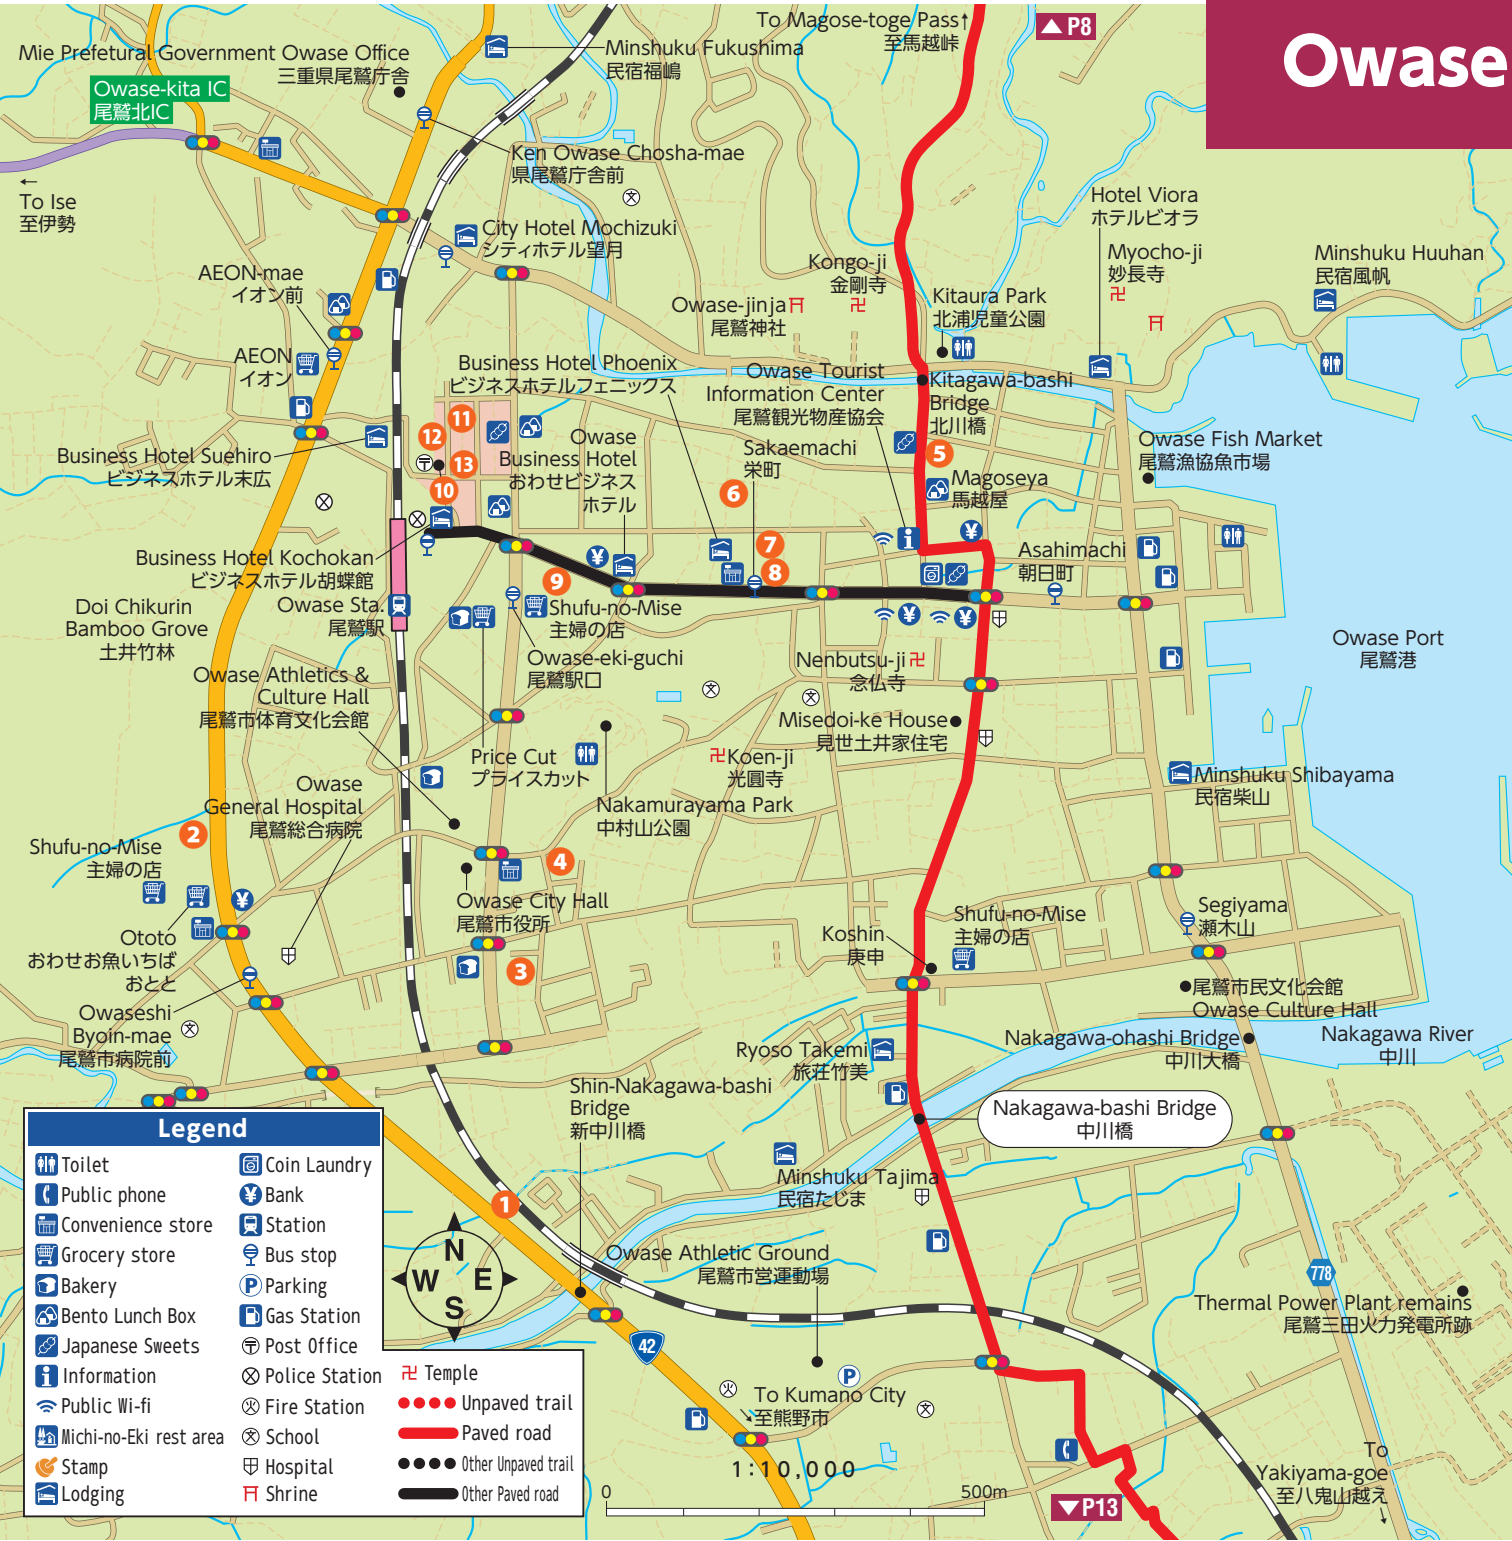 Owase
▲ P8
To Magose-toge Pass↑
至馬越峠
Mie Prefetural Government Owase Office
三重県尾鷲庁舎
Owase-kita IC
尾鷲北IC
Minshuku Fukushima
民宿福嶋
Ken Owase Chosha-mae
県尾鷲庁舎前
←
To Ise
至伊勢
City Hotel Mochizuki
シティホテル望月
Hotel Viora
ホテルビオラ
Myocho-ji
妙長寺
Minshuku Huuhan
民宿風帆
AEON-mae
イオン前
Kongo-ji
金剛寺
Owase-jinja
尾鷲神社
Kitaura Park
北浦児童公園
AEON
イオン
Business Hotel Phoenix
ビジネスホテルフェニックス
Owase Tourist
Information Center
尾鷲観光物産協会
Kitagawa-bashi
Bridge
北川橋
11
12
13
10
Owase
Business Hotel
おわせビジネス
ホテル
Sakaemachi
栄町
5
Owase Fish Market
尾鷲漁協魚市場
Business Hotel Suehiro
ビジネスホテル末広
Magoseya
馬越屋
6
7
8
9
Asahimachi
朝日町
Business Hotel Kochokan
ビジネスホテル胡蝶館
Owase Sta.
尾鷲駅
Doi Chikurin
Bamboo Grove
土井竹林
Shufu-no-Mise
主婦の店
Owase-eki-guchi
尾鷲駅口
Owase Port
尾鷲港
Nenbutsu-ji
念仏寺
Owase Athletics &
Culture Hall
尾鷲市体育文化会館
Misedoi-ke House
見世土井家住宅
Price Cut
プライスカット
Koen-ji
光圓寺
Minshuku Shibayama
民宿柴山
Owase
General Hospital
尾鷲総合病院
Nakamurayama Park
中村山公園
2
Shufu-no-Mise
主婦の店
4
Owase City Hall
尾鷲市役所
Ototo
おわせお魚いちば
おとと
3
Koshin
庚申
Shufu-no-Mise
主婦の店
Segiyama
瀬木山
尾鷲市民文化会館
Owase Culture Hall
Owaseshi
Byoin-mae
尾鷲市病院前
Ryoso Takemi
旅荘竹美
Nakagawa-ohashi Bridge
中川大橋
Nakagawa River
中川
Shin-Nakagawa-bashi
Bridge
新中川橋
Nakagawa-bashi Bridge
中川橋
Minshuku Tajima
民宿たじま
1
Owase Athletic Ground
尾鷲市営運動場
778
Thermal Power Plant remains
尾鷲三田火力発電所跡
42
P
To Kumano City
至熊野市
To
Yakiyama-goe
至八鬼山越え
1:10,000
0
500m
▼P13
N
W E
S
Legend
Toilet
Public phone
Convenience store
Grocery store
Bakery
Bento Lunch Box
Japanese Sweets
Information
Public Wi-fi
Michi-no-Eki rest area
Stamp
Lodging
Coin Laundry
Bank
Station
Bus stop
Parking
Gas Station
Post Office
Police Station
Fire Station
School
Hospital
Shrine
Temple
Unpaved trail
Paved road
Other Unpaved trail
Other Paved road